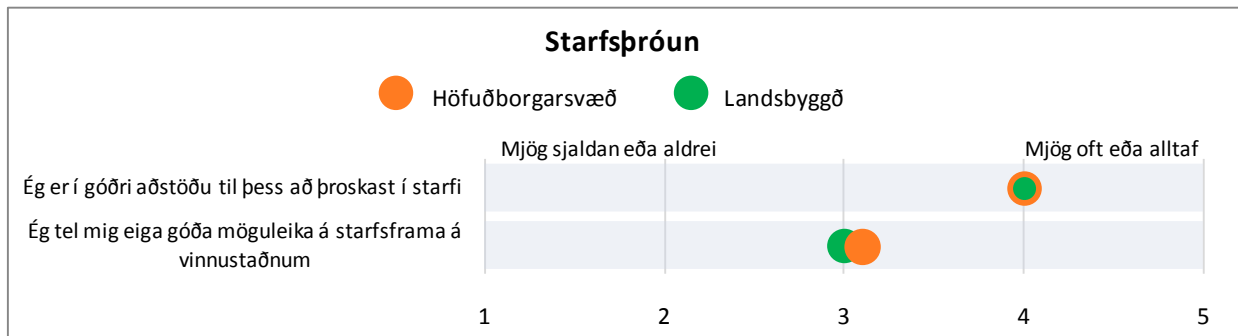 Starfsþróun
Höfuðborgarsvæð
Landsbyggð
Mjög sjaldan eða aldrei
Mjög oft eða alltaf
Ég er í góðri aðstöðu til þess að þroskast í starfi
Ég tel mig eiga góða möguleika á starfsframa á
vinnustaðnum
1 2 3 4 5